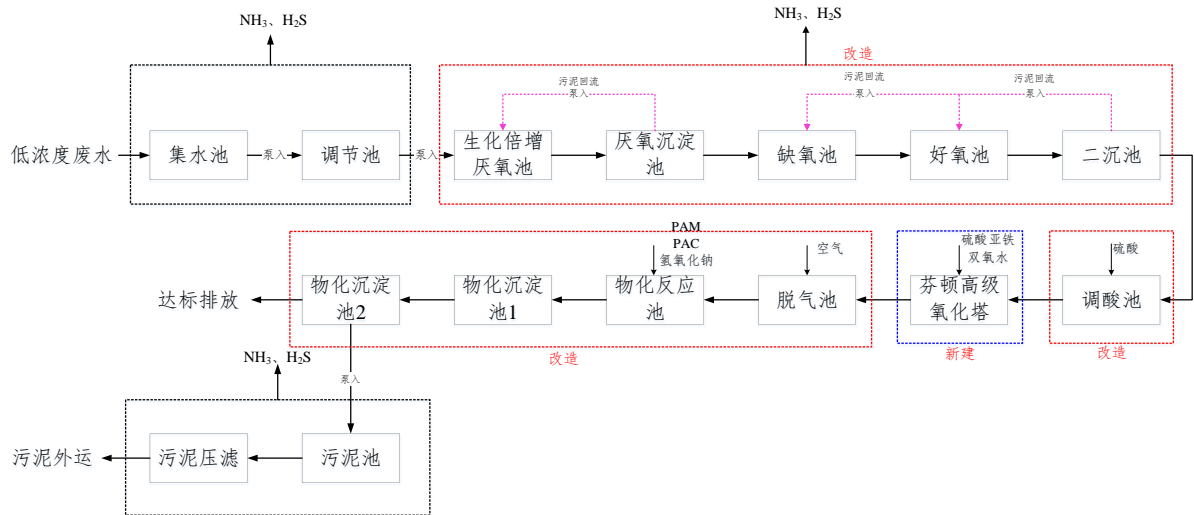 NH3、H2S
NH3、H2S
改造
污泥回流
泵入
污泥回流
泵入
污泥回流
泵入
低浓度废水
集水池
泵入
调节池
泵入
生化倍增
厌氧池
厌氧沉淀
池
缺氧池
好氧池
二沉池
PAM
PAC
氢氧化钠
空气
硫酸亚铁
双氧水
硫酸
达标排放
物化沉淀
池2
物化沉淀
池1
物化反应
池
脱气池
芬顿高级
氧化塔
调酸池
改造
新建
改造
NH3、H2S
泵入
污泥外运
污泥压滤
污泥池